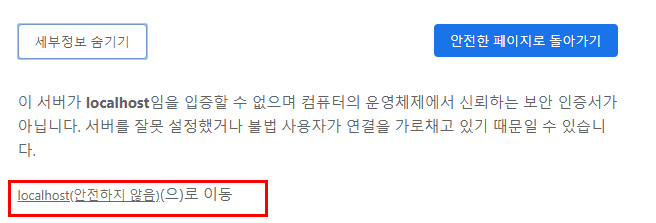 세부정보 숨기기 안전한 페이지로 돌아가기
이 서버가 localhost임을 입증할 수 없으며 컴퓨터의 운영체제에서 신뢰하는 보안 인증서가
아닙니다. 서버를 잘못 설정했거나 불법 사용자가 연결을 가로채고 있기 때문일 수 있습니
다.
localhost(안전하지 않음)(으)로 이동